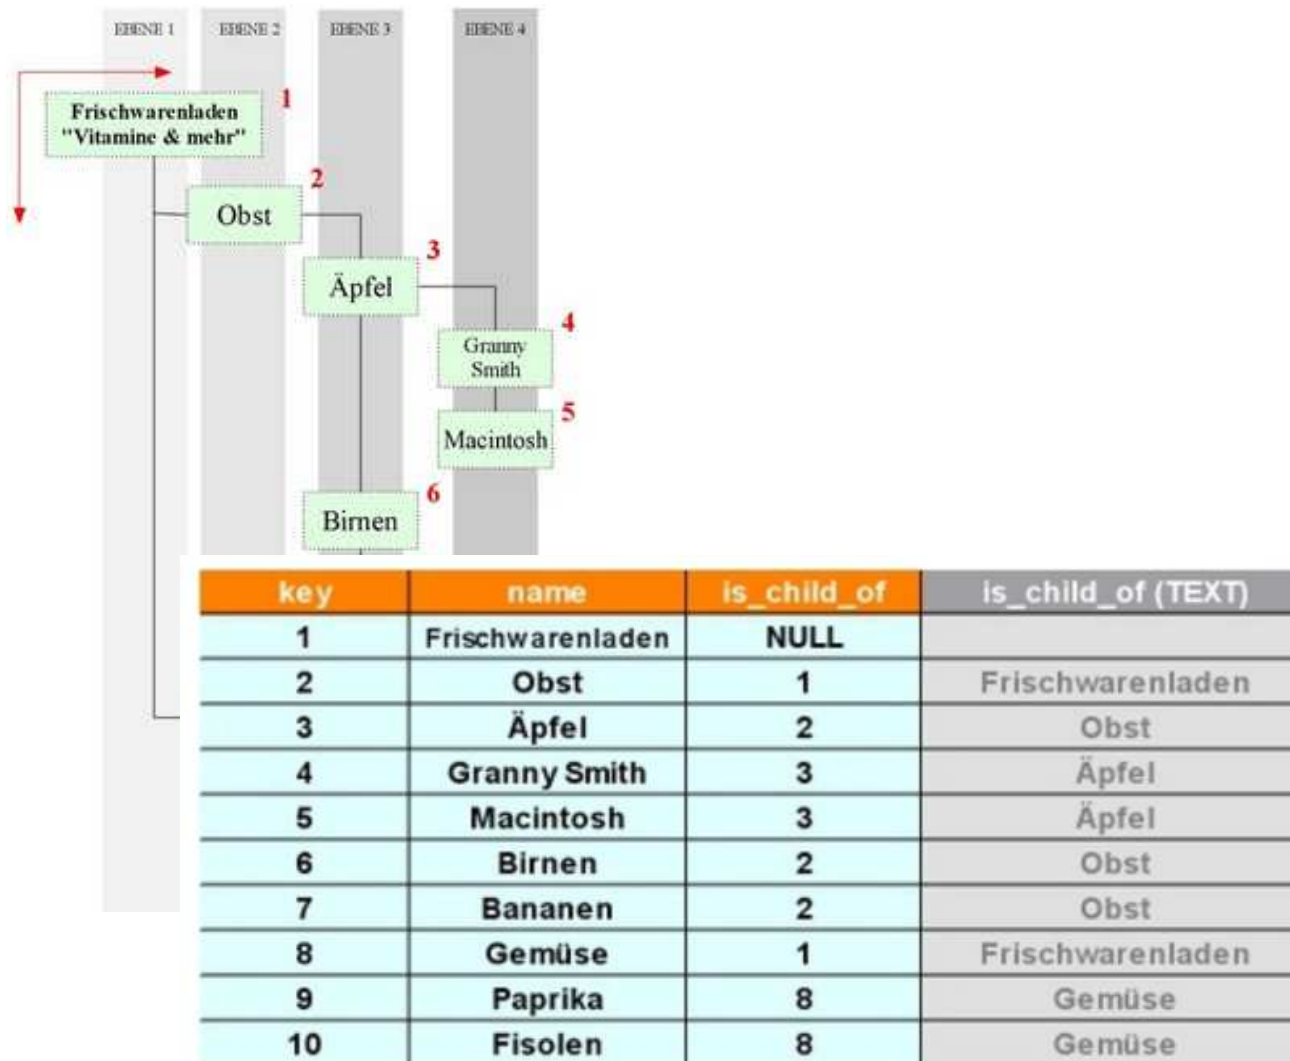 EBENE 1 EBENE 2 EBENE 3 EBENE 4
1
Frischwarenladen
"Vitamine & mehr"
2
Obst
3
Äpfel
4
Granny
Smith
5
Macintosh
6
Birnen
key name is_child_of is_child_of (TEXT)
1 Frischwarenladen NULL
2 Obst 1 Frischwarenladen
3 Äpfel 2 Obst
4 Granny Smith 3 Äpfel
5 Macintosh 3 Äpfel
6 Birnen 2 Obst
7 Bananen 2 Obst
8 Gemüse 1 Frischwarenladen
9 Paprika 8 Gemüse
10 Fisolen 8 Gemüse